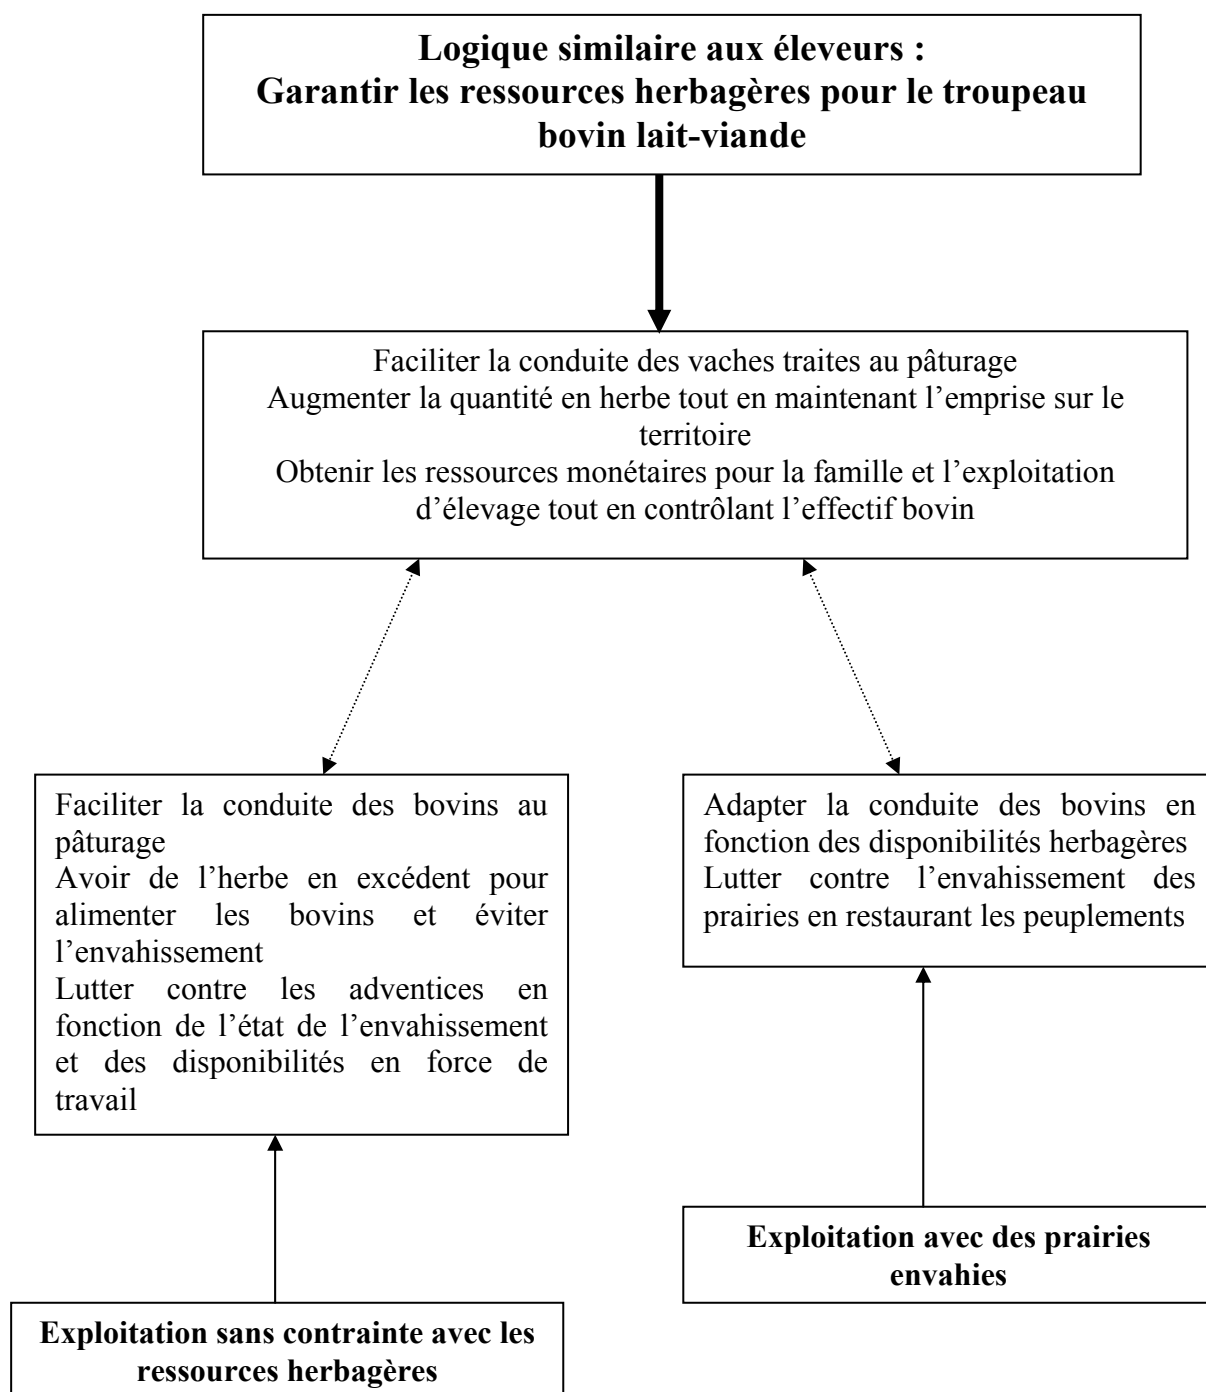 Logique similaire aux éleveurs :
Garantir les ressources herbagères pour le troupeau
bovin lait-viande
Faciliter la conduite des vaches traites au pâturage
Augmenter la quantité en herbe tout en maintenant l’emprise sur le
territoire
Obtenir les ressources monétaires pour la famille et l’exploitation
d’élevage tout en contrôlant l’effectif bovin
Faciliter la conduite des bovins au
pâturage
Avoir de l’herbe en excédent pour
alimenter les bovins et éviter
l’envahissement
Lutter contre les adventices en
fonction de l’état de l’envahissement
et des disponibilités en force de
travail
Adapter la conduite des bovins en
fonction des disponibilités herbagères
Lutter contre l’envahissement des
prairies en restaurant les peuplements
Exploitation avec des prairies
envahies
Exploitation sans contrainte avec les
ressources herbagères